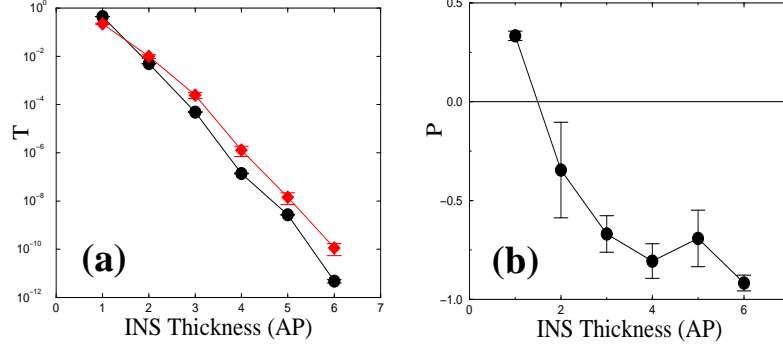 10^0
10^-2
10^-4
10^-6
10^-8
10^-10
10^-12
T
(a)
0 1 2 3 4 5 6 7
INS Thickness (AP)
0.5
0.0
−0.5
−1.0
P
(b)
0 2 4 6
INS Thickness (AP)